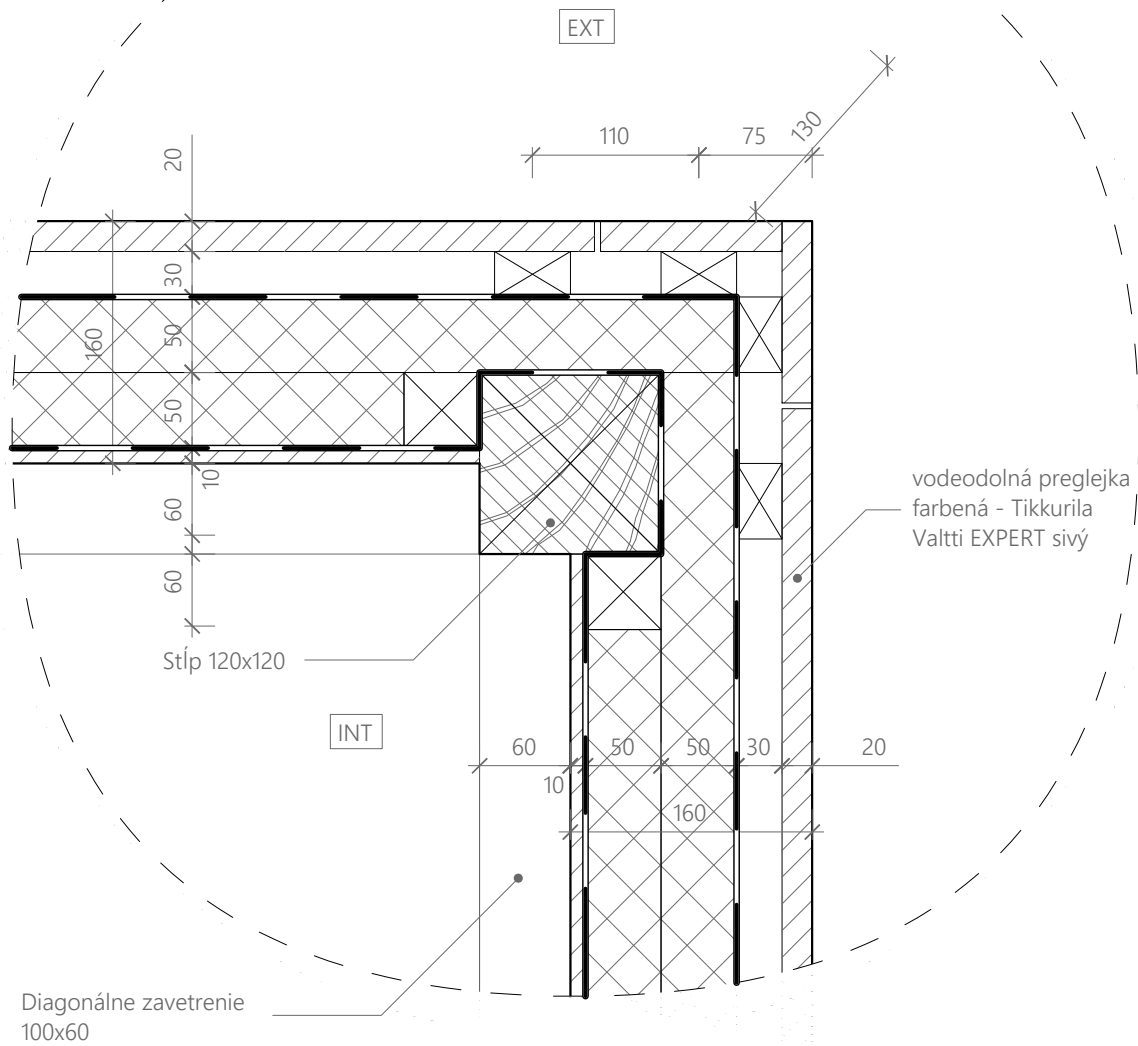 EXT
110
75
130
20
30
50
160
50
10
60
60
vodeodolná preglejka
farbená - Tikkurila
Valtti EXPERT sivý
Stĺp 120x120
INT
60
50
50
30
20
10
160
Diagonálne zavetrenie
100x60